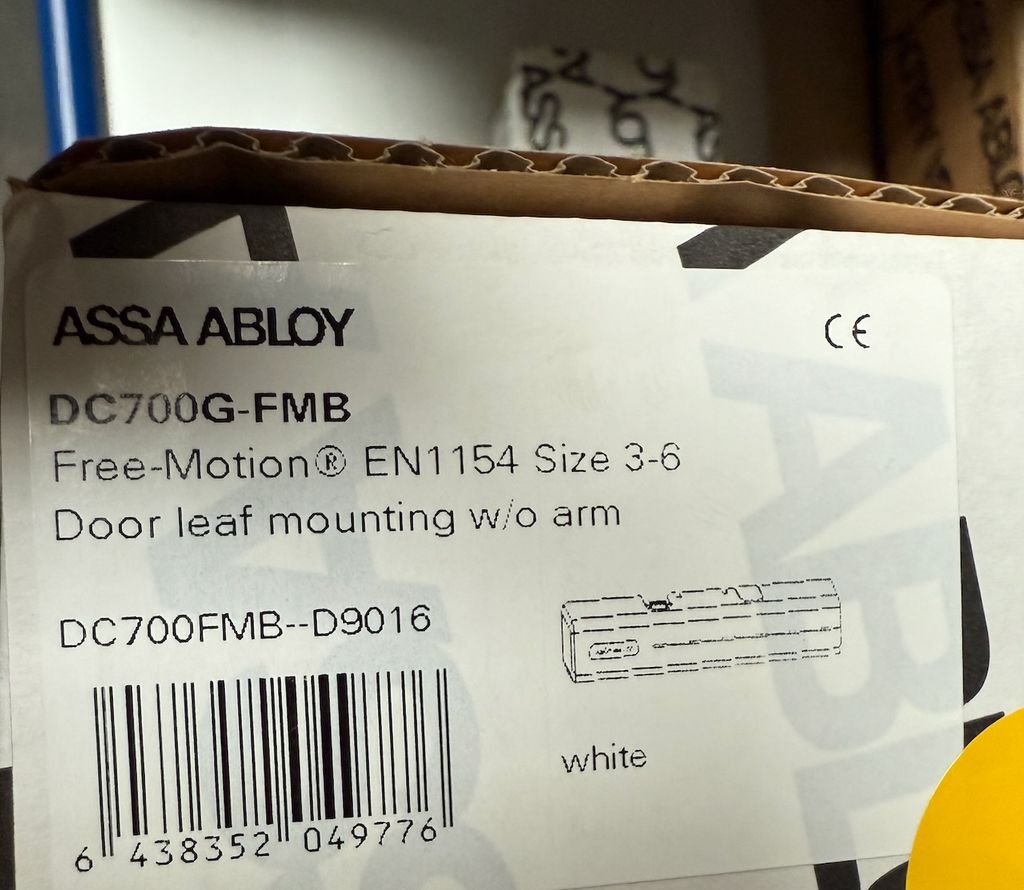 ASSA ABLOY
CE
DC700G-FMB
Free-Motion® EN1154 Size 3-6
Door leaf mounting w/o arm
DC700FMB--D9016
white
6 438352 049776